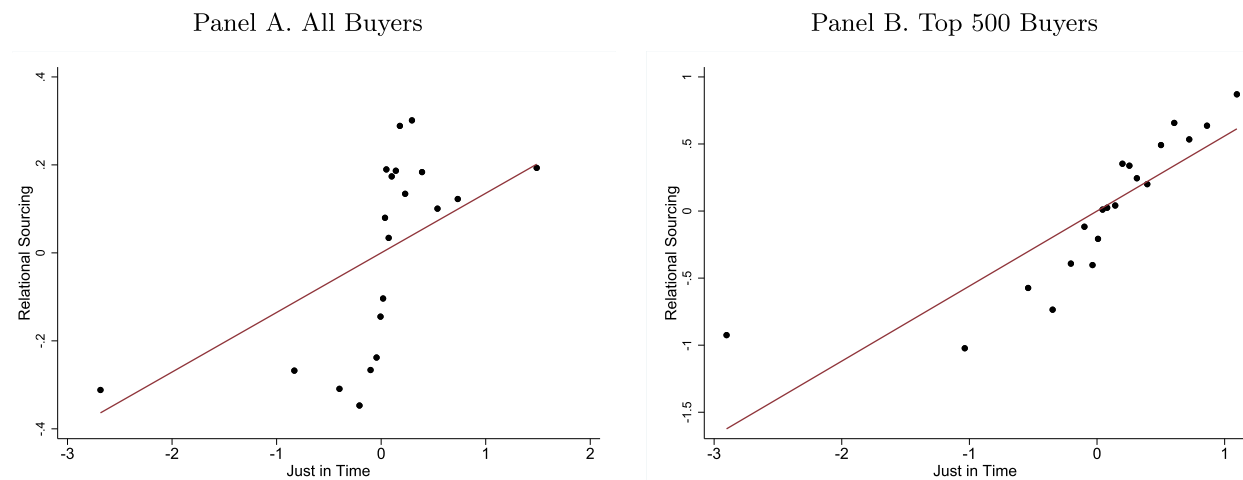 Panel A. All Buyers
.4
.2
0
-.2
-.4
Relational Sourcing
-3 -2 -1 0 1 2
Just in Time
Panel B. Top 500 Buyers
1
.5
0
-.5
-1
-1.5
Relational Sourcing
-3 -2 -1 0 1
Just in Time